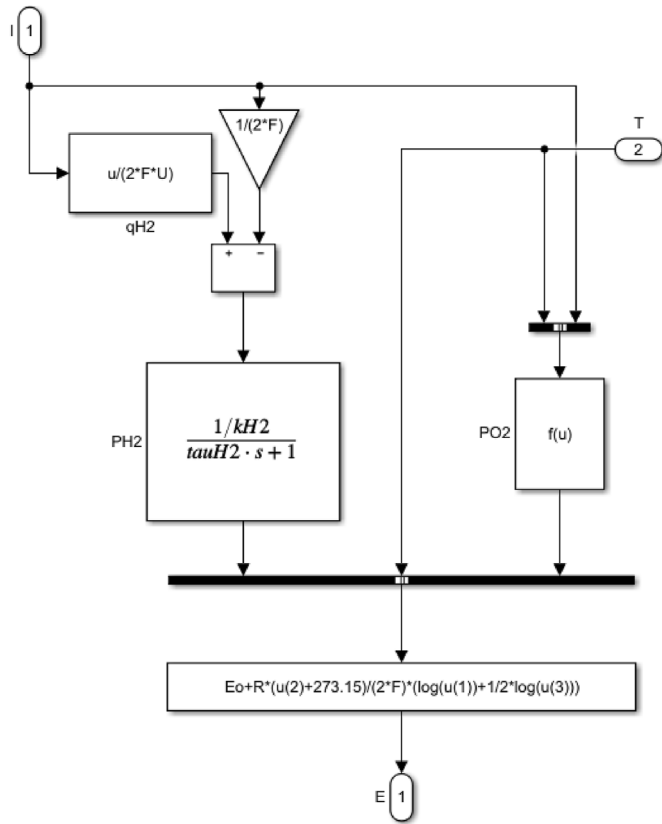 I
1
1/(2*F)
T
2
u/(2*F*U)
qH2
+ −
PH2
1/kH2
tauH2 · s + 1
PO2
f(u)
Eo+R*(u(2)+273.15)/(2*F)*(log(u(1))+1/2*log(u(3)))
E
1